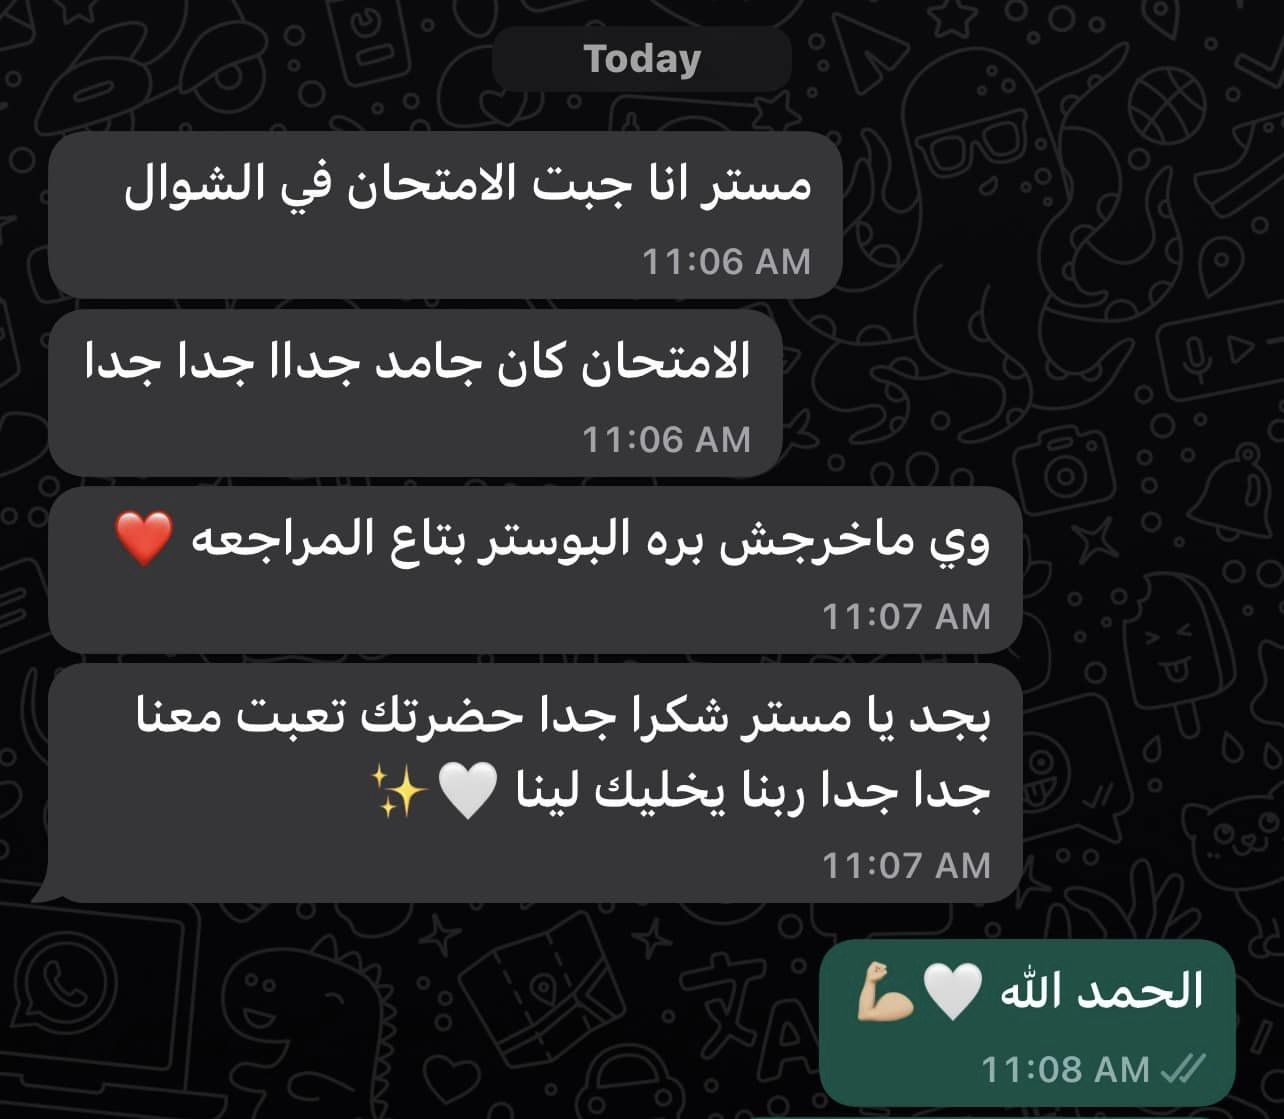 Today
مستر انا جبت الامتحان في الشوال
11:06 AM
الامتحان كان جامد جداا جدا جدا
11:06 AM
وي ماخرجش بره البوستر بتاع المراجعه ❤️
11:07 AM
بجد يا مستر شكرا جدا حضرتك تعبت معنا
جدا جدا ربنا يخليك لينا 🤍✨
11:07 AM
الحمد الله 🤍💪🏼
11:08 AM